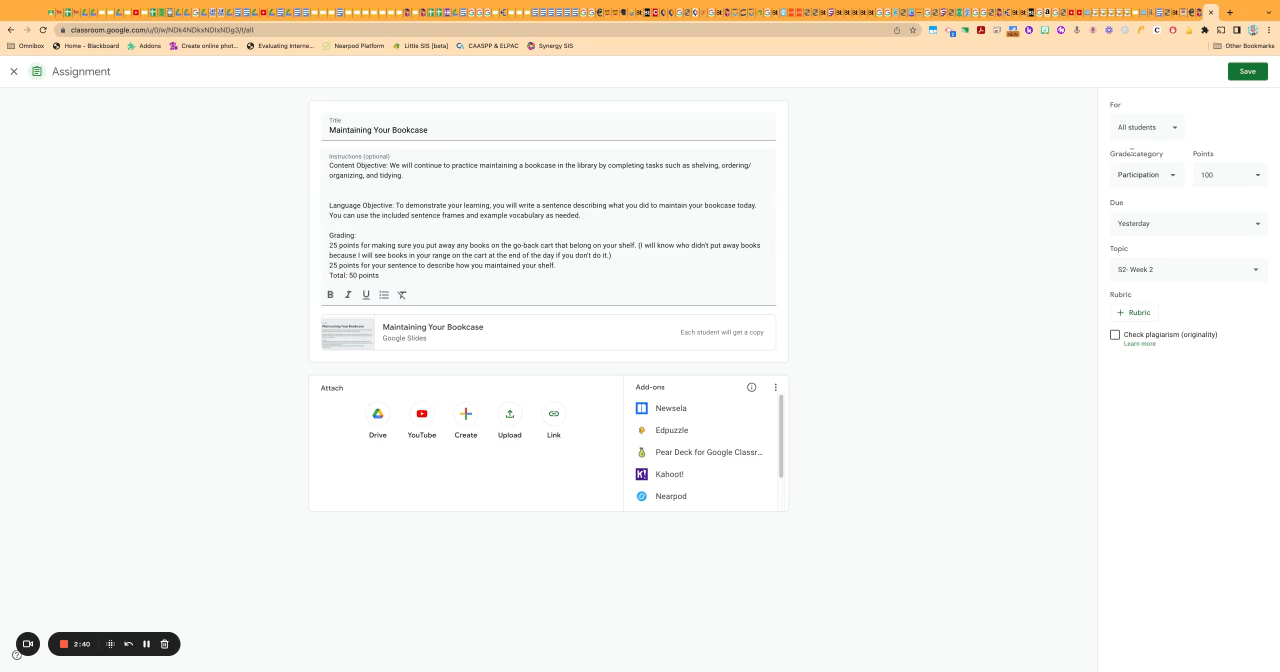 classroom.google.com/u/0/w/NDk4NDkxNDIxNDg3/t/all
Omnibox
Home - Blackboard
Addons
Create online phot...
Evaluating Interne...
Nearpod Platform
Little SIS [beta]
CAASPP & ELPAC
Synergy SIS
Other Bookmarks
Assignment
Save
Title
Maintaining Your Bookcase
Instructions (optional)
Content Objective: We will continue to practice maintaining a bookcase in the library by completing tasks such as shelving, ordering/
organizing, and tidying.
Language Objective: To demonstrate your learning, you will write a sentence describing what you did to maintain your bookcase today.
You can use the included sentence frames and example vocabulary as needed.
Grading:
25 points for making sure you put away any books on the go-back cart that belong on your shelf. (I will know who didn't put away books
because I will see books in your range on the cart at the end of the day if you don't do it.)
25 points for your sentence to describe how you maintained your shelf.
Total: 50 points
B I U
Maintaining Your Bookcase
Google Slides
Each student will get a copy
Attach
Drive
YouTube
Create
Upload
Link
Add-ons
Newsela
Edpuzzle
Pear Deck for Google Classr...
Kahoot!
Nearpod
For
All students
Grade category
Points
Participation
100
Due
Yesterday
Topic
S2- Week 2
Rubric
+ Rubric
Check plagiarism (originality)
Learn more
2:40